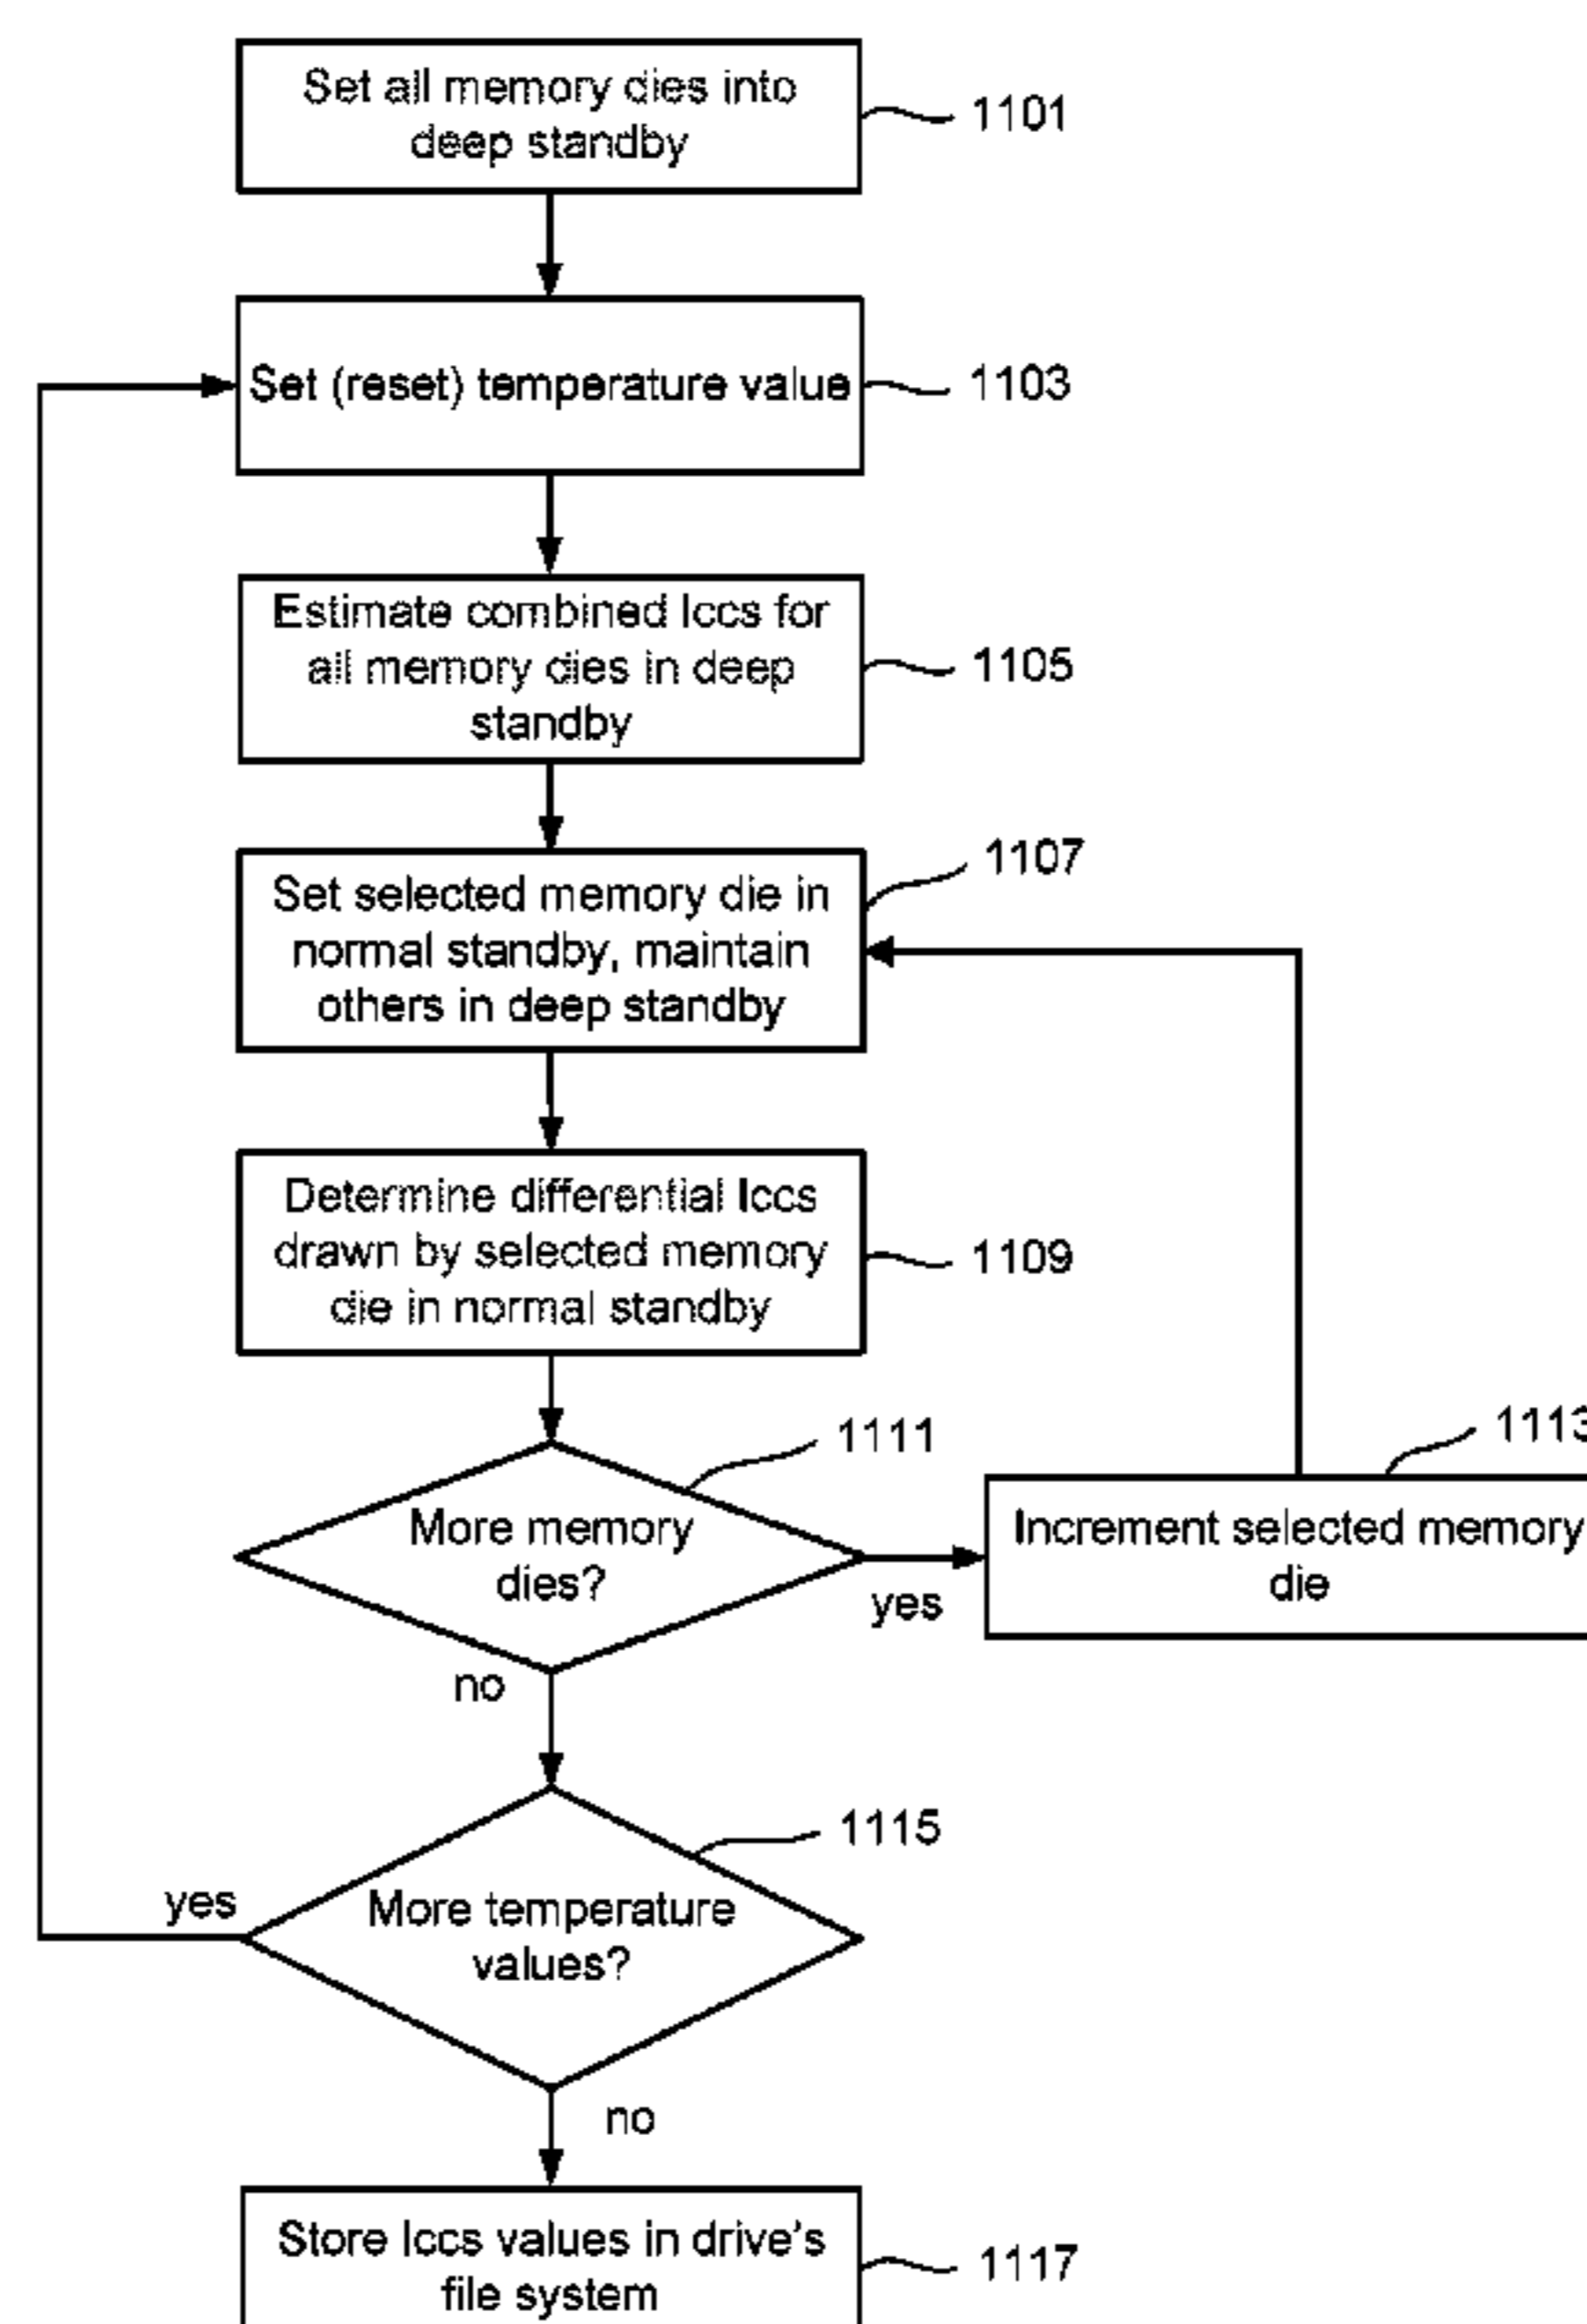 Set all memory dies into
deep standby
1101
Set (reset) temperature value
1103
Estimate combined Iccs for
all memory dies in deep
standby
1105
1107
Set selected memory die in
normal standby, maintain
others in deep standby
Determine differential Iccs
drawn by selected memory
die in normal standby
1109
1111
1113
More memory
dies?
yes
Increment selected memory
die
no
1115
yes
More temperature
values?
no
Store Iccs values in drive's
file system
1117